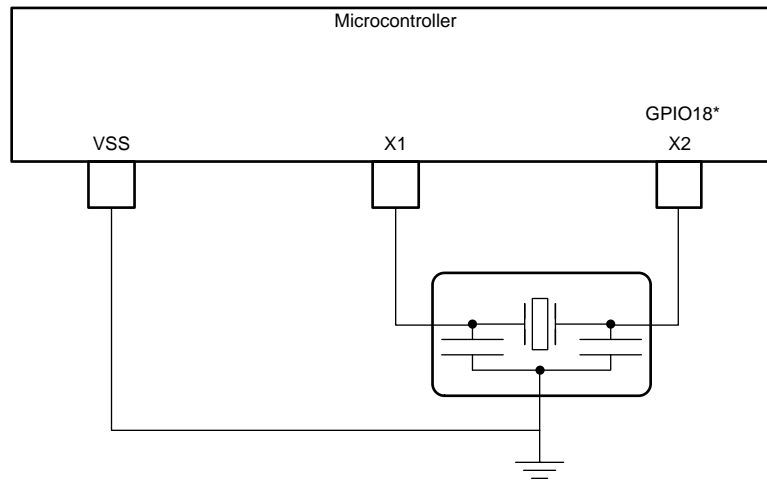 Microcontroller
GPIO18*
VSS
X1
X2